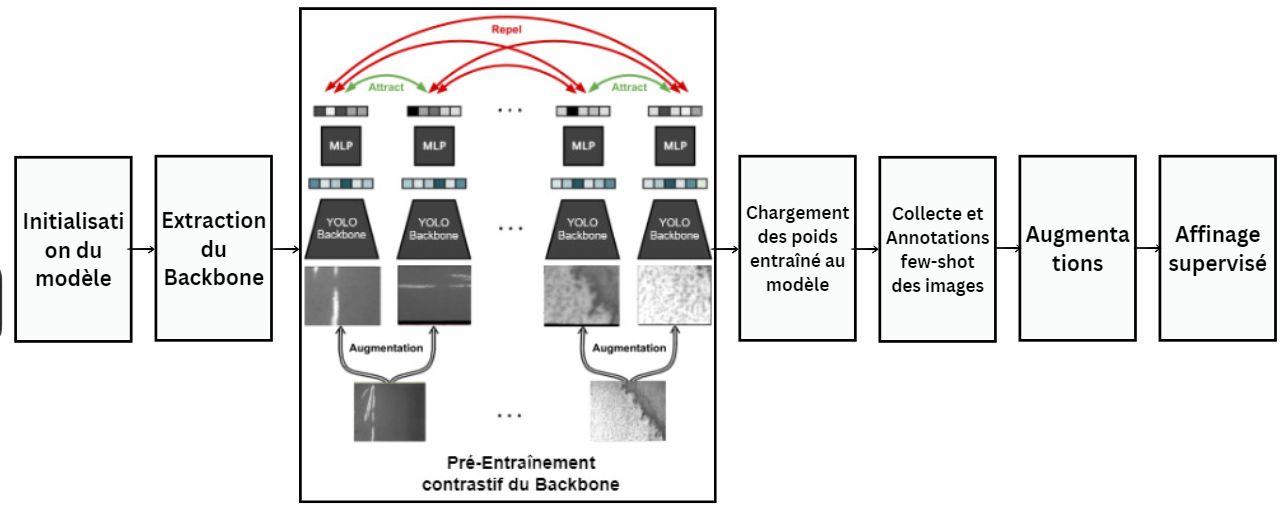 Initialisati
on du
modèle
Extraction
du
Backbone
Repel
Attract
Attract
MLP
MLP
MLP
MLP
YOLO
Backbone
YOLO
Backbone
YOLO
Backbone
YOLO
Backbone
Augmentation
Augmentation
Pré-Entraînement
contrastif du Backbone
Chargement
des poids
entraîné au
modèle
Collecte et
Annotations
few-shot
des images
Augmenta
tions
Affinage
supervisé